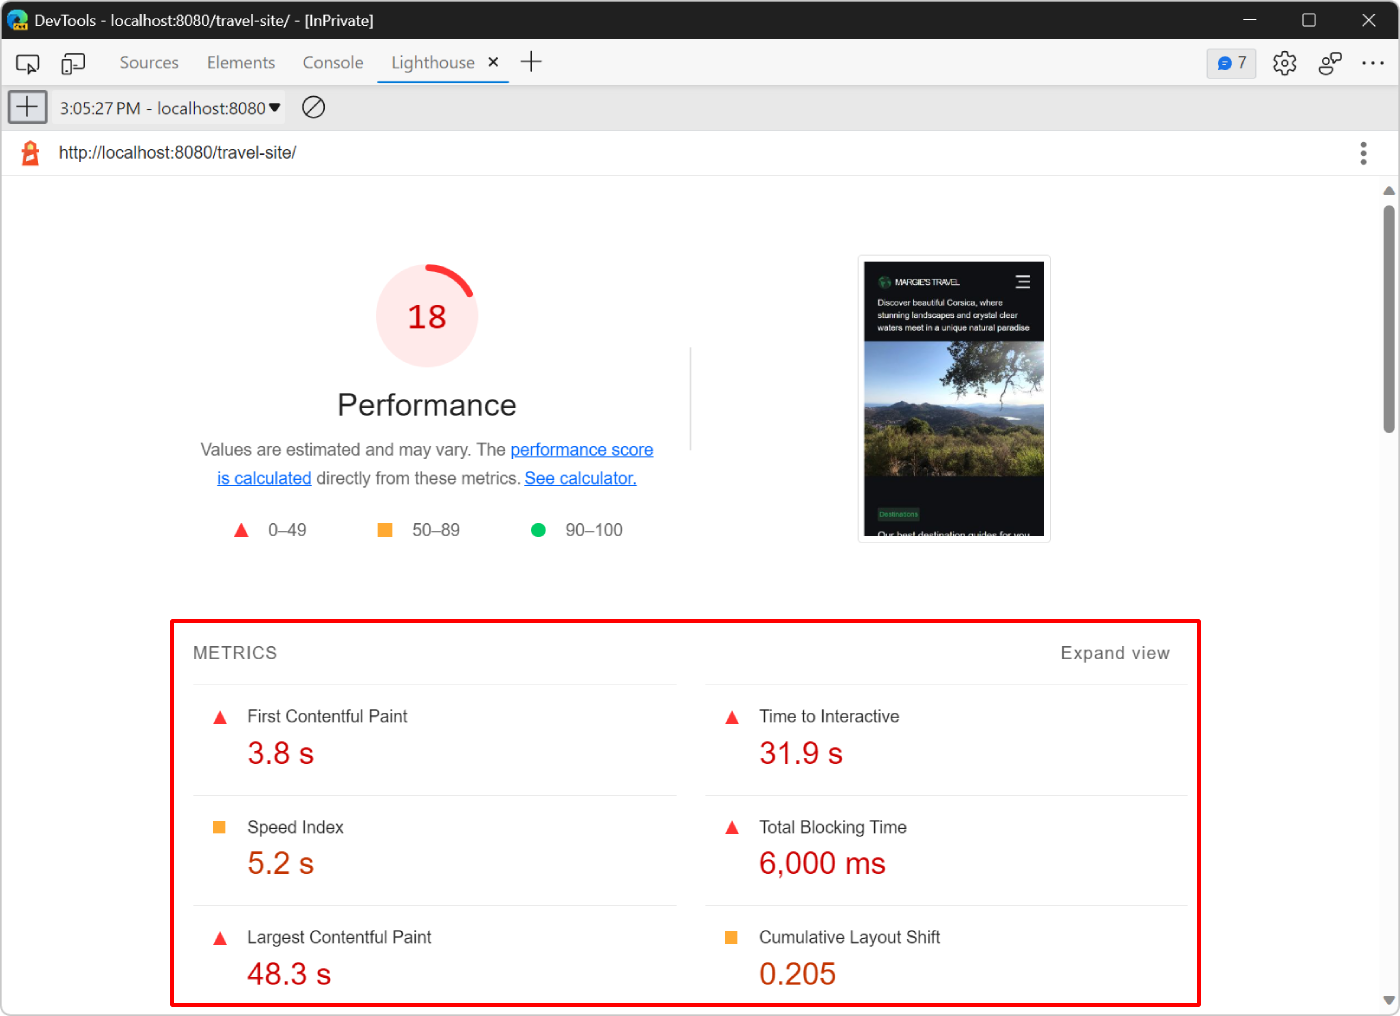 DevTools - localhost:8080/travel-site/ - [InPrivate]
Sources Elements Console Lighthouse 7
3:05:27 PM - localhost:8080
http://localhost:8080/travel-site/
18
Performance
Values are estimated and may vary. The performance score
is calculated directly from these metrics. See calculator.
0–49 50–89 90–100
MARGIE'S TRAVEL
Discover beautiful Corsica, where
stunning landscapes and crystal clear
waters meet in a unique natural paradise
Destinations
Our best destination guides for you
METRICS Expand view
First Contentful Paint
3.8 s
Time to Interactive
31.9 s
Speed Index
5.2 s
Total Blocking Time
6,000 ms
Largest Contentful Paint
48.3 s
Cumulative Layout Shift
0.205